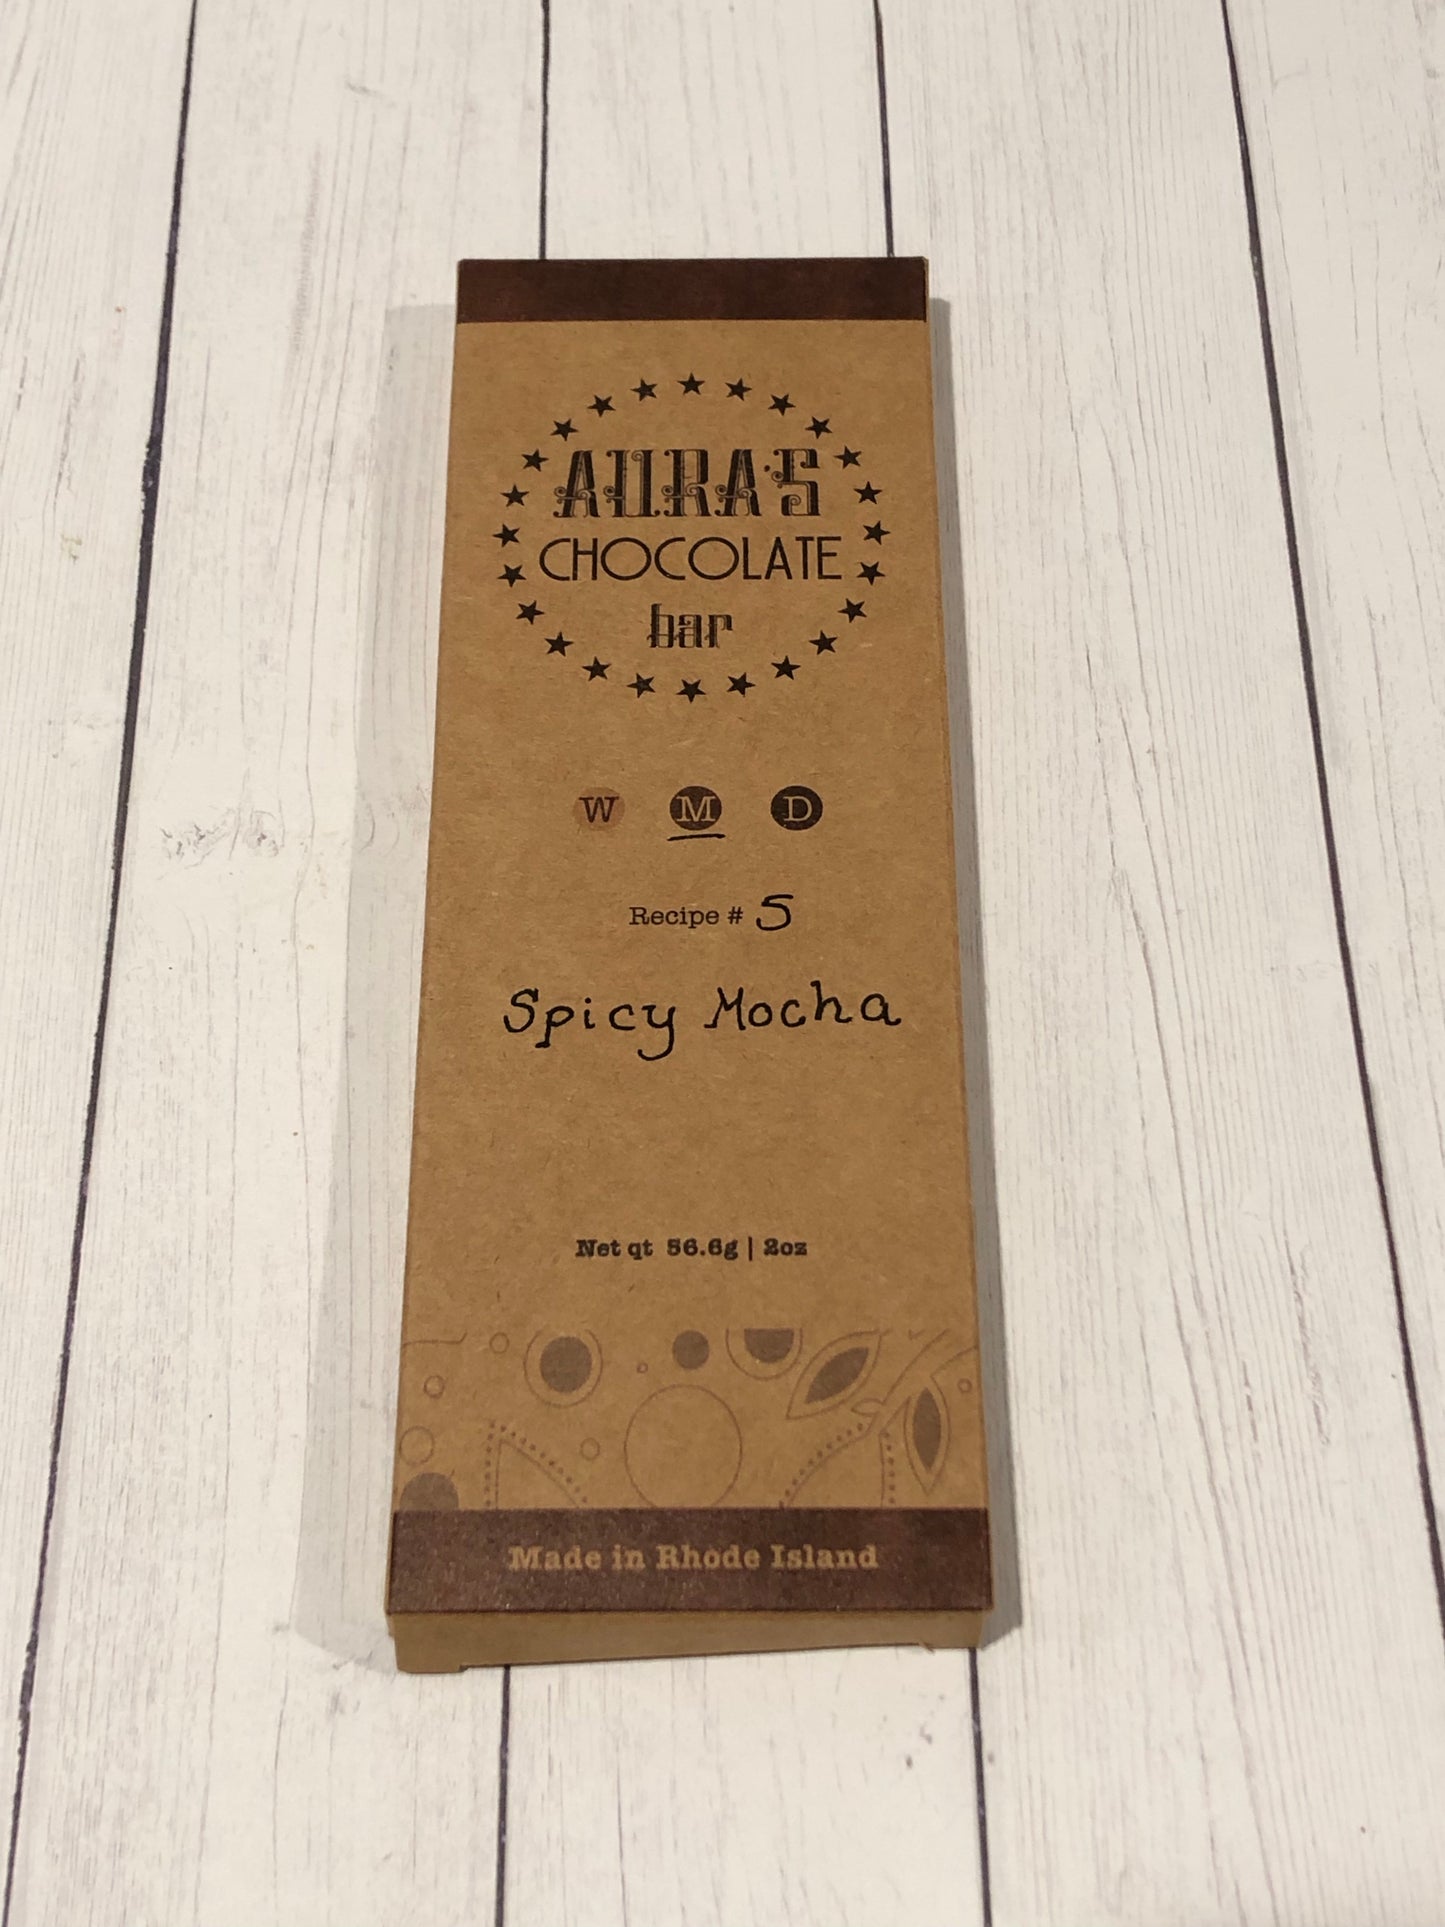 AURA'S
CHOCOLATE
bar
W M D
Recipe # 5
Spicy Mocha
Net qt 56.6g | 2oz
Made in Rhode Island